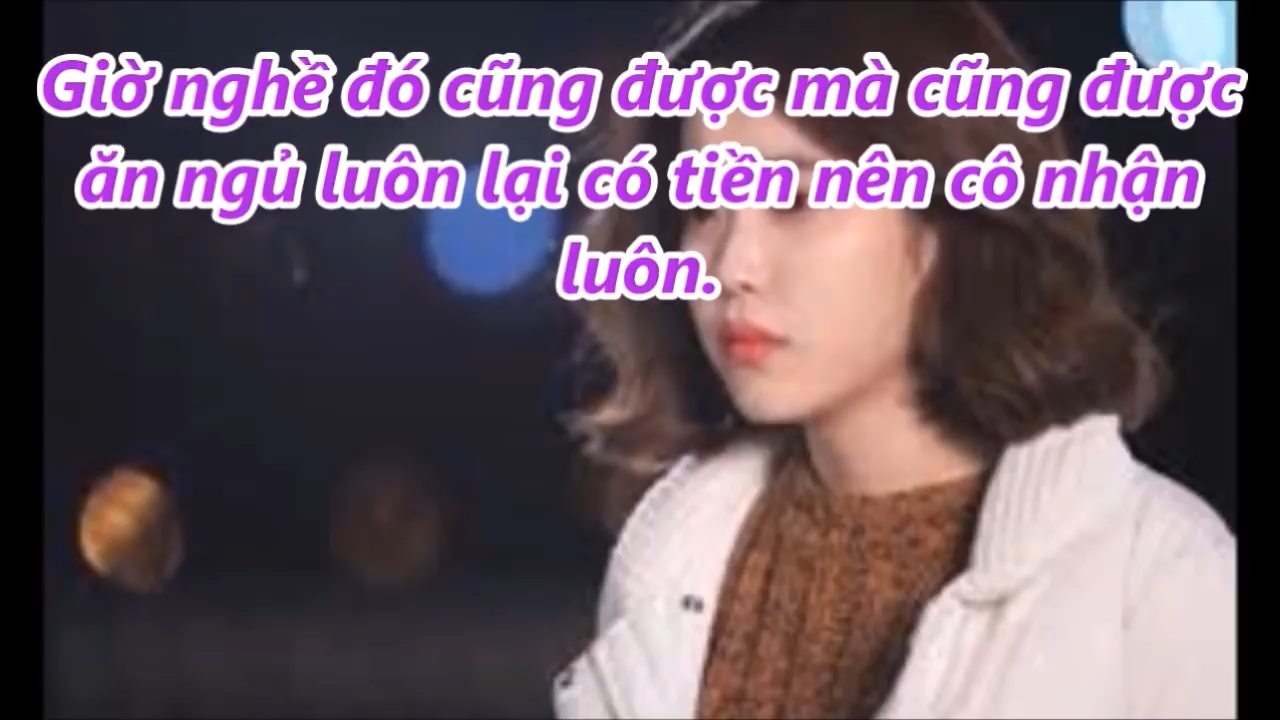 Giờ nghề đó cũng được mà cũng được
ăn ngủ luôn lại có tiền nên cô nhận
luôn.